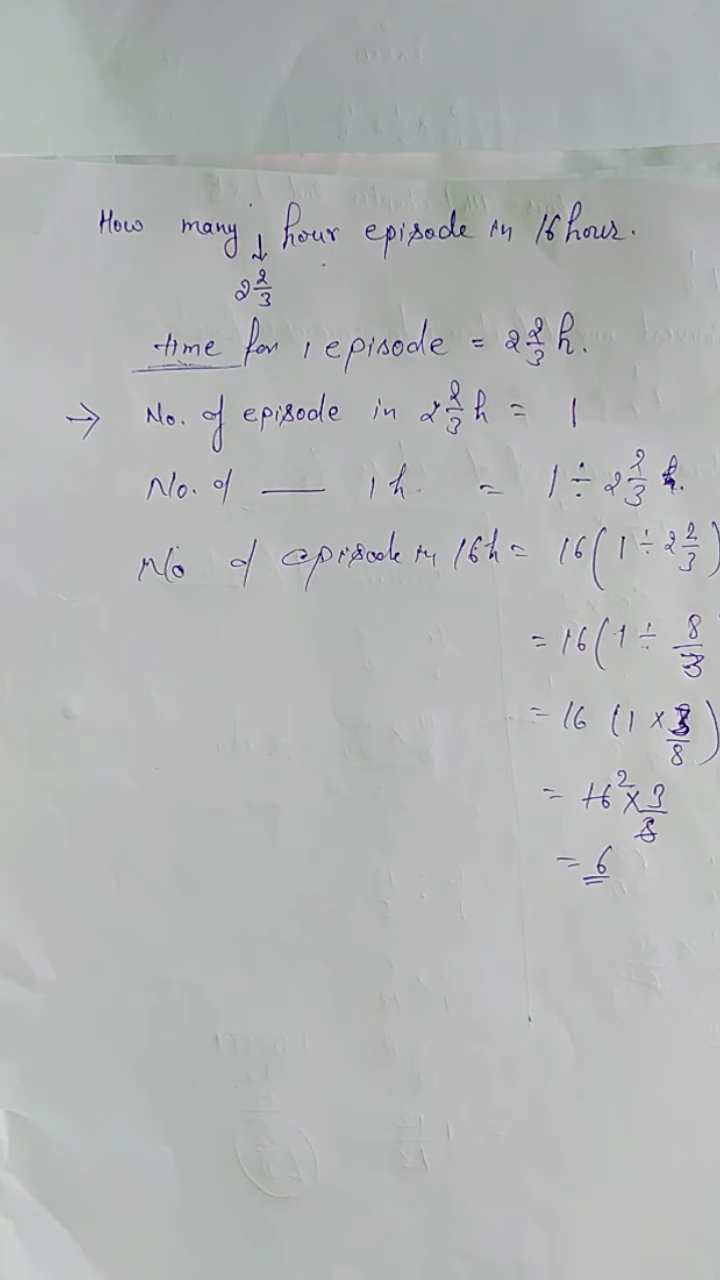 How many ↓ hour episode in 16 hour.
2 2/3
time for 1 episode = 2 2/3 h.
→ No. of episode in 2 2/3 h = 1
No. of — 1 h. = 1 ÷ 2 2/3
No of episode in 16h = 16 (1 ÷ 2 2/3)
= 16 (1 ÷ 8/3
= 16 (1 × 3/8)
= 16 2 × 3/8
= 6